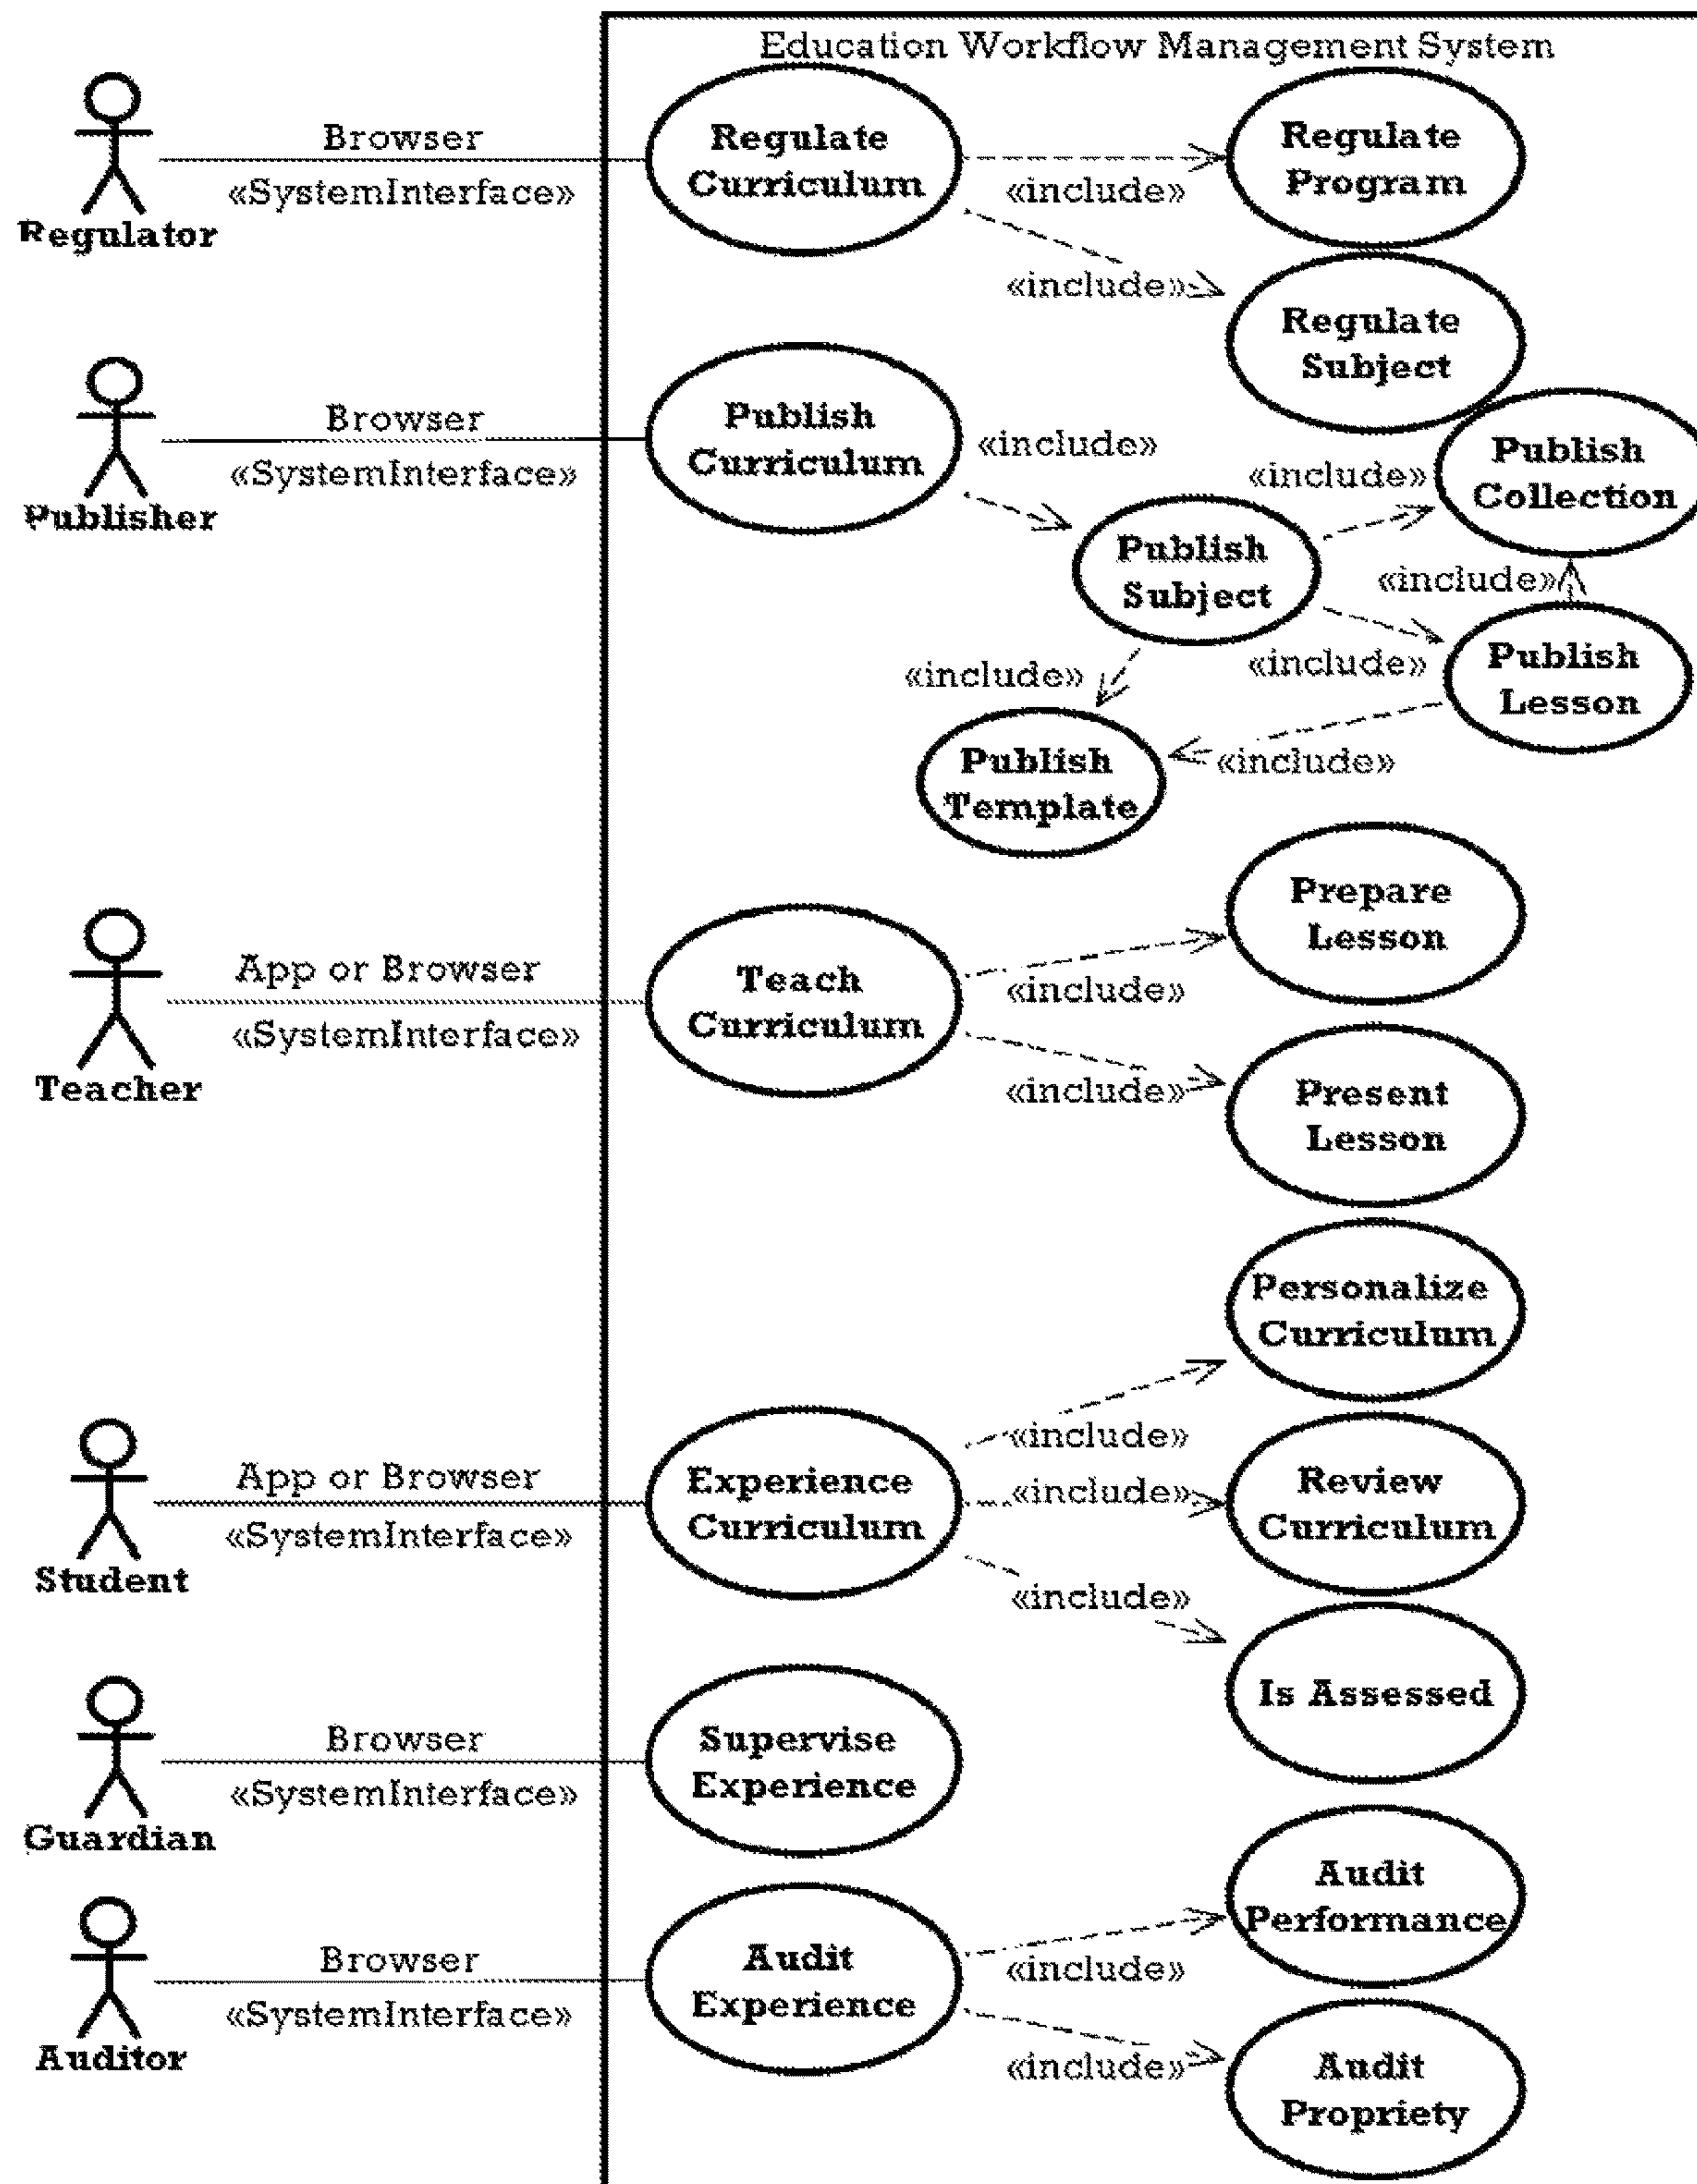 Education Workflow Management System
Browser
«SystemInterface»
Regulator
Regulate
Curriculum
«include»
«include»
Regulate
Program
Regulate
Subject
Browser
«SystemInterface»
Publisher
Publish
Curriculum
«include»
Publish
Subject
«include»
Publish
Collection
«include»
«include»
Publish
Lesson
«include»
«include»
Publish
Template
App or Browser
«SystemInterface»
Teacher
Teach
Curriculum
«include»
«include»
Prepare
Lesson
Present
Lesson
App or Browser
«SystemInterface»
Student
Experience
Curriculum
«include»
«include»
«include»
Personalize
Curriculum
Review
Curriculum
Is Assessed
Browser
«SystemInterface»
Guardian
Supervise
Experience
Browser
«SystemInterface»
Auditor
Audit
Experience
«include»
«include»
Audit
Performance
Audit
Propriety